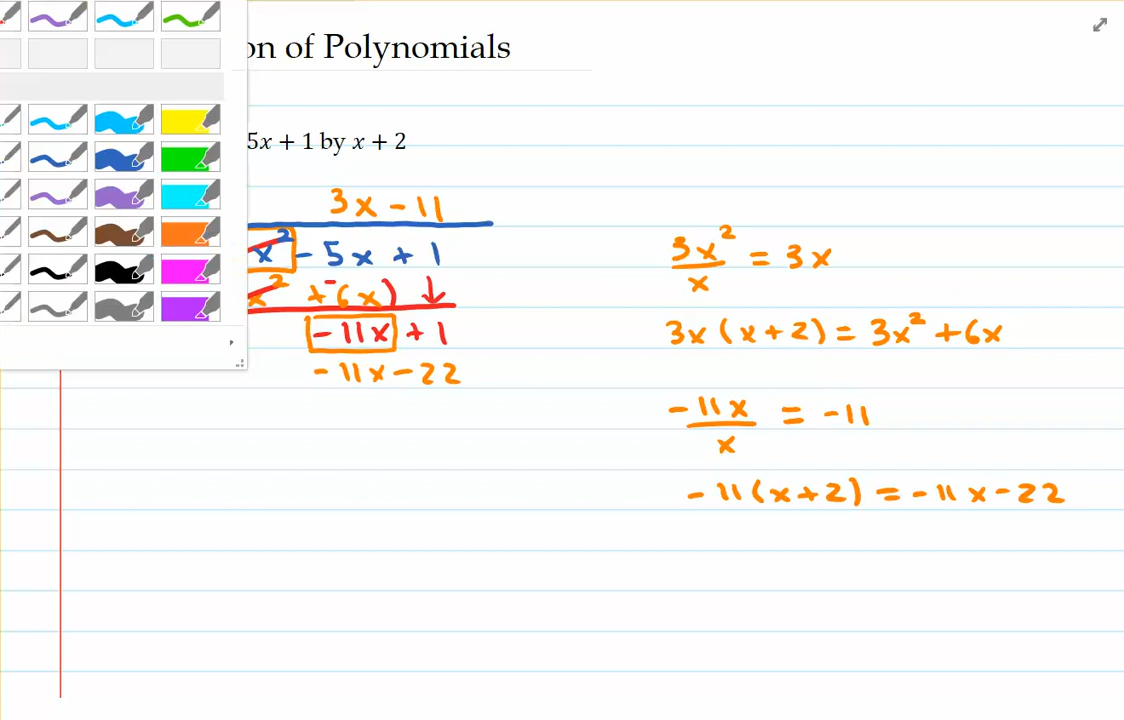 on of Polynomials
5x + 1 by x + 2
3x - 11
x² - 5x + 1
x² + 6x) ↓
- 11x + 1
- 11x - 22
3x² / x = 3x
3x (x + 2) = 3x² + 6x
-11x / x = -11
-11 (x + 2) = -11x - 22